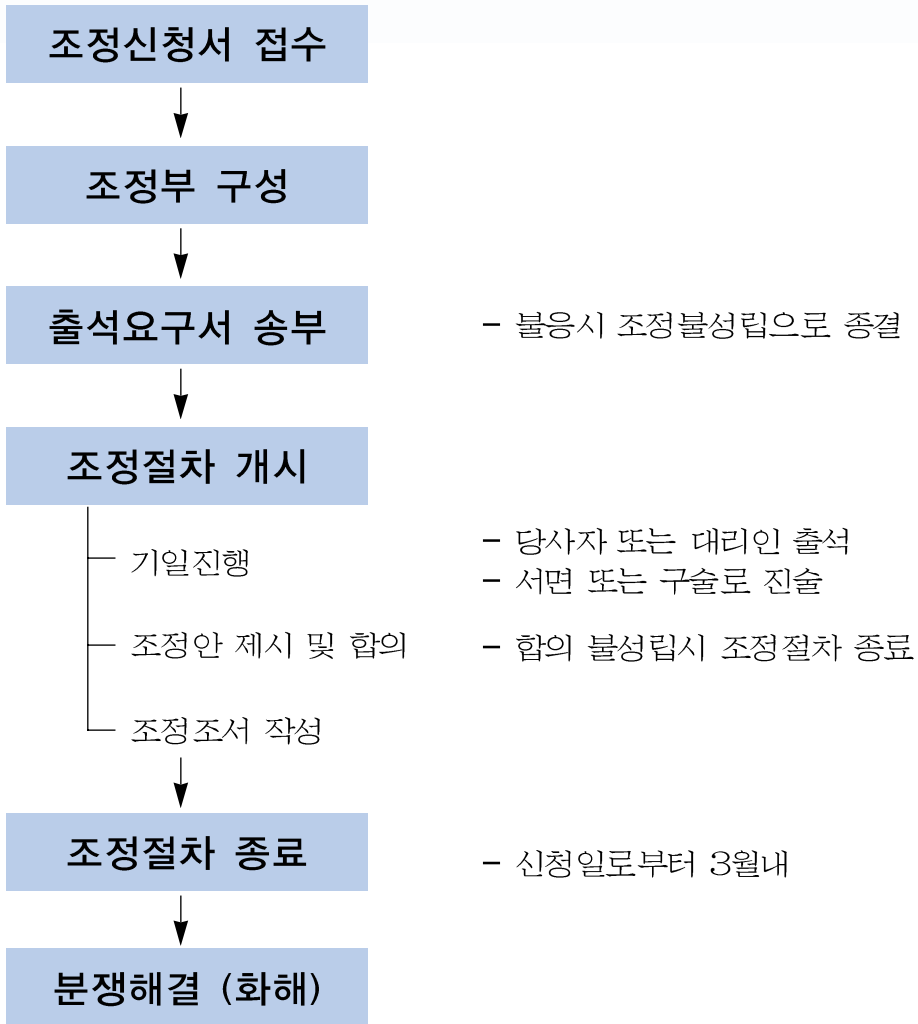 조정신청서 접수
조정부 구성
출석요구서 송부
- 불응시 조정불성립으로 종결
조정절차 개시
기일진행
- 당사자 또는 대리인 출석
- 서면 또는 구술로 진술
조정안 제시 및 합의
- 합의 불성립시 조정절차 종료
조정조서 작성
조정절차 종료
- 신청일로부터 3월내
분쟁해결 (화해)